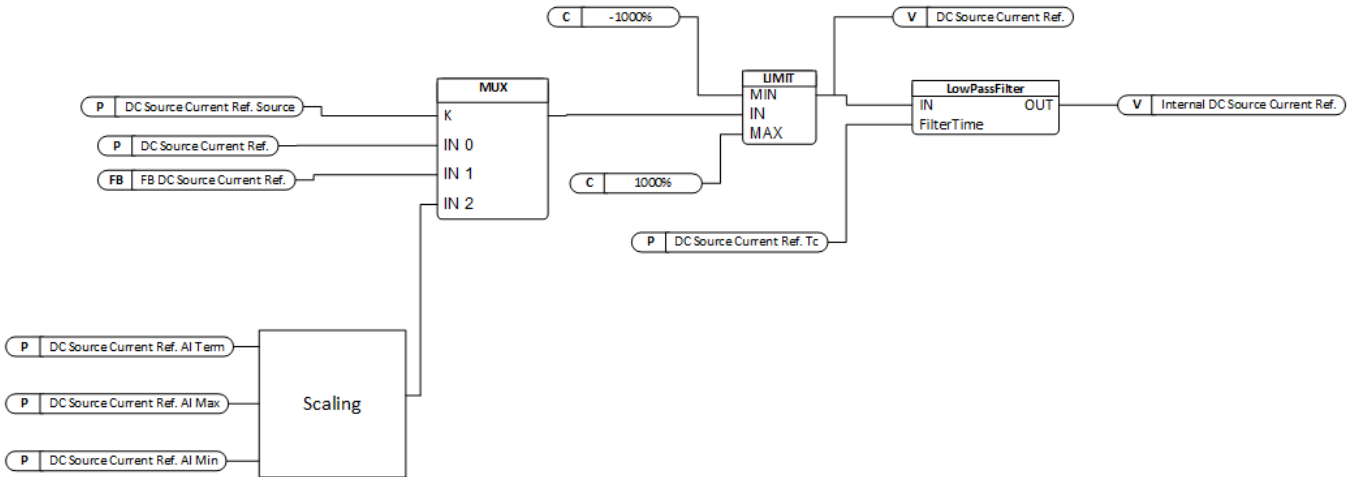 C -1000%
V DC Source Current Ref.
MUX
LIMIT
MIN
IN
MAX
LowPassFilter
IN OUT
FilterTime
V Internal DC Source Current Ref.
P DC Source Current Ref. Source
K
P DC Source Current Ref.
IN 0
FB FB DC Source Current Ref.
IN 1
IN 2
C 1000%
P DC Source Current Ref. Tc
P DC Source Current Ref. AI Term
P DC Source Current Ref. AI Max
Scaling
P DC Source Current Ref. AI Min